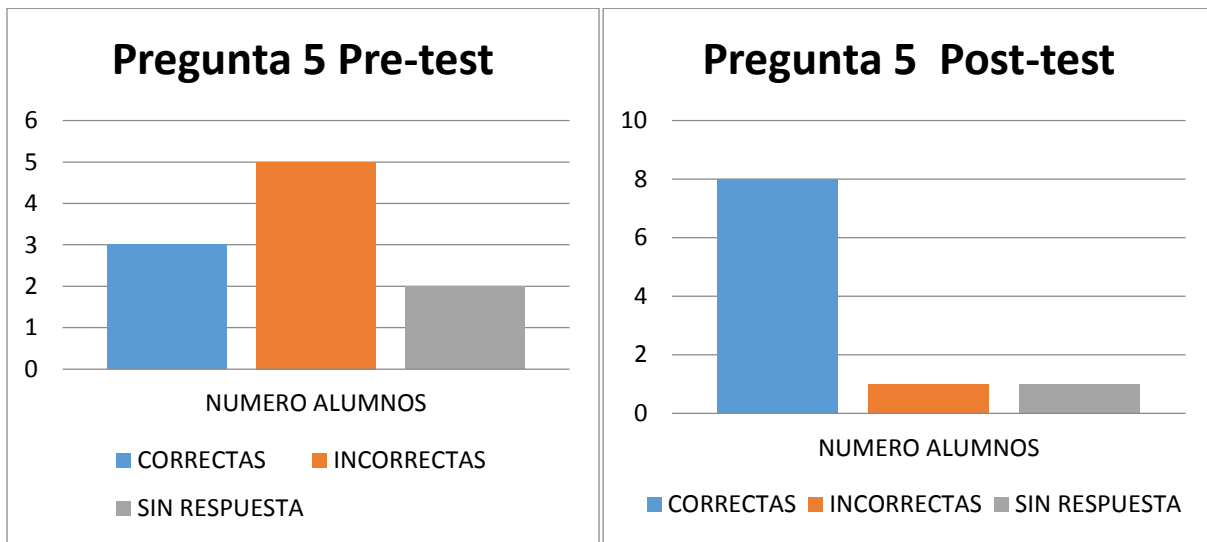 Pregunta 5 Pre-test
6
5
4
3
2
1
0
NUMERO ALUMNOS
CORRECTAS INCORRECTAS
SIN RESPUESTA
Pregunta 5 Post-test
10
8
6
4
2
0
NUMERO ALUMNOS
CORRECTAS INCORRECTAS SIN RESPUESTA